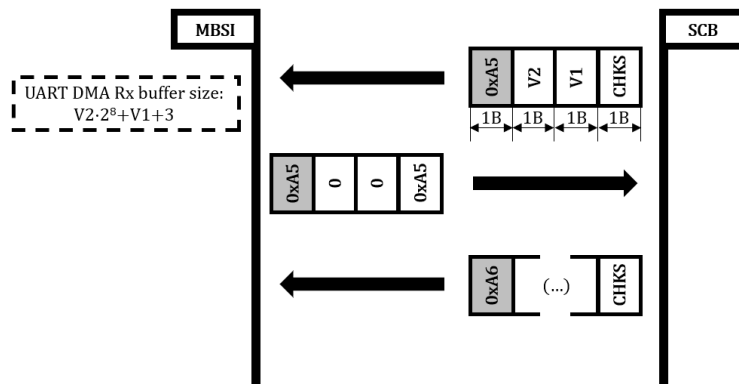 MBSI
SCB
UART DMA Rx buffer size:
V2·2⁸+V1+3
0xA5 V2 V1 CHKS
1B 1B 1B 1B
0xA5 0 0 0xA5
0xA6 (...) CHKS